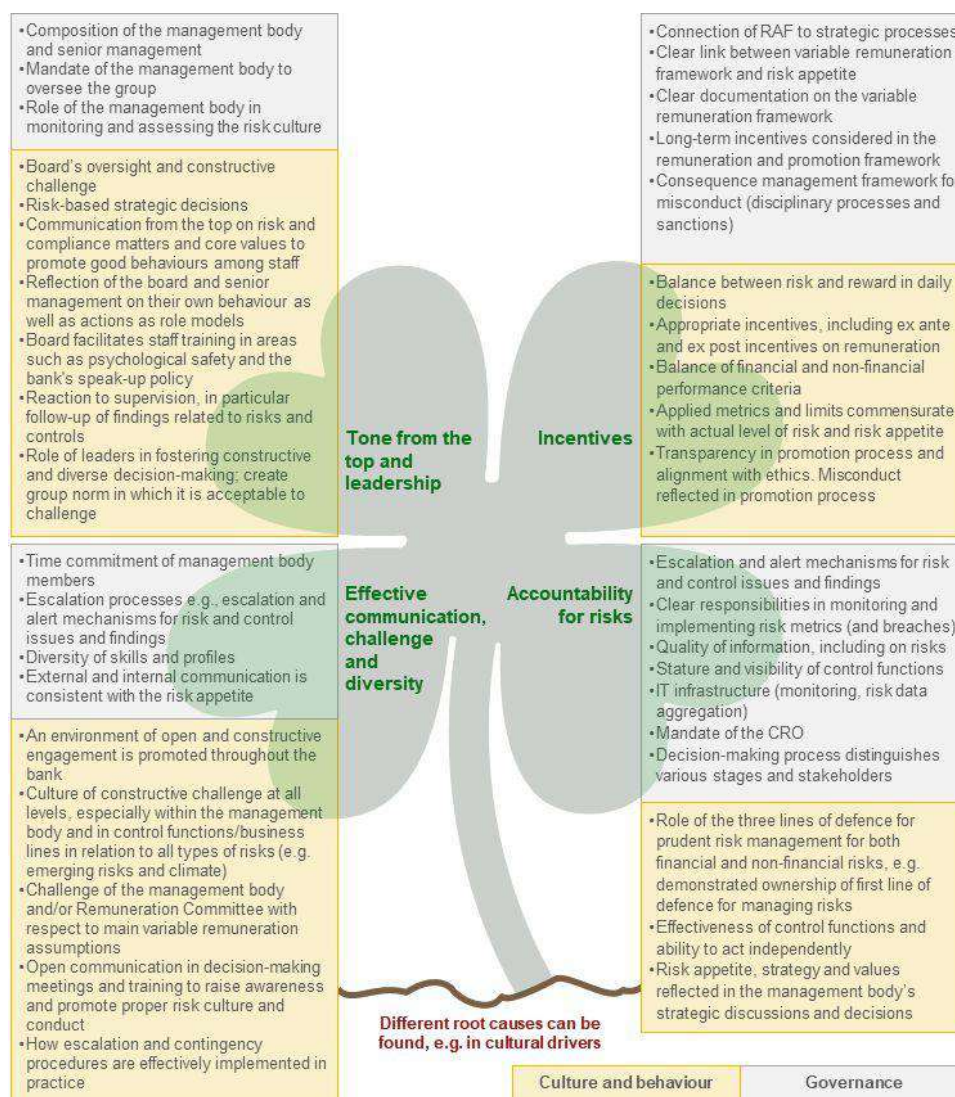 •Composition of the management body
and senior management
•Mandate of the management body to
oversee the group
•Role of the management body in
monitoring and assessing the risk culture
•Board's oversight and constructive
challenge
•Risk-based strategic decisions
•Communication from the top on risk and
compliance matters and core values to
promote good behaviours among staff
•Reflection of the board and senior
management on their own behaviour as
well as actions as role models
•Board facilitates staff training in areas
such as psychological safety and the
bank's speak-up policy
•Reaction to supervision, in particular
follow-up of findings related to risks and
controls
•Role of leaders in fostering constructive
and diverse decision-making; create
group norm in which it is acceptable to
challenge
Tone from the
top and
leadership
•Connection of RAF to strategic processes
•Clear link between variable remuneration
framework and risk appetite
•Clear documentation on the variable
remuneration framework
•Long-term incentives considered in the
remuneration and promotion framework
•Consequence management framework fo
misconduct (disciplinary processes and
sanctions)
•Balance between risk and reward in daily
decisions
•Appropriate incentives, including ex ante
and ex post incentives on remuneration
•Balance of financial and non-financial
performance criteria
•Applied metrics and limits commensurate
with actual level of risk and risk appetite
•Transparency in promotion process and
alignment with ethics. Misconduct
reflected in promotion process
Incentives
•Time commitment of management body
members
•Escalation processes e.g., escalation and
alert mechanisms for risk and control
issues and findings
•Diversity of skills and profiles
•External and internal communication is
consistent with the risk appetite
•An environment of open and constructive
engagement is promoted throughout the
bank
•Culture of constructive challenge at all
levels, especially within the management
body and in control functions/business
lines in relation to all types of risks (e.g.
emerging risks and climate)
•Challenge of the management body
and/or Remuneration Committee with
respect to main variable remuneration
assumptions
•Open communication in decision-making
meetings and training to raise awareness
and promote proper risk culture and
conduct
•How escalation and contingency
procedures are effectively implemented in
practice
Effective
communication,
challenge
and
diversity
Accountability
for risks
•Escalation and alert mechanisms for risk
and control issues and findings
•Clear responsibilities in monitoring and
implementing risk metrics (and breaches)
•Quality of information, including on risks
•Stature and visibility of control functions
•IT infrastructure (monitoring, risk data
aggregation)
•Mandate of the CRO
•Decision-making process distinguishes
various stages and stakeholders
•Role of the three lines of defence for
prudent risk management for both
financial and non-financial risks, e.g.
demonstrated ownership of first line of
defence for managing risks
•Effectiveness of control functions and
ability to act independently
•Risk appetite, strategy and values
reflected in the management body's
strategic discussions and decisions
Different root causes can be
found, e.g. in cultural drivers
Culture and behaviour
Governance